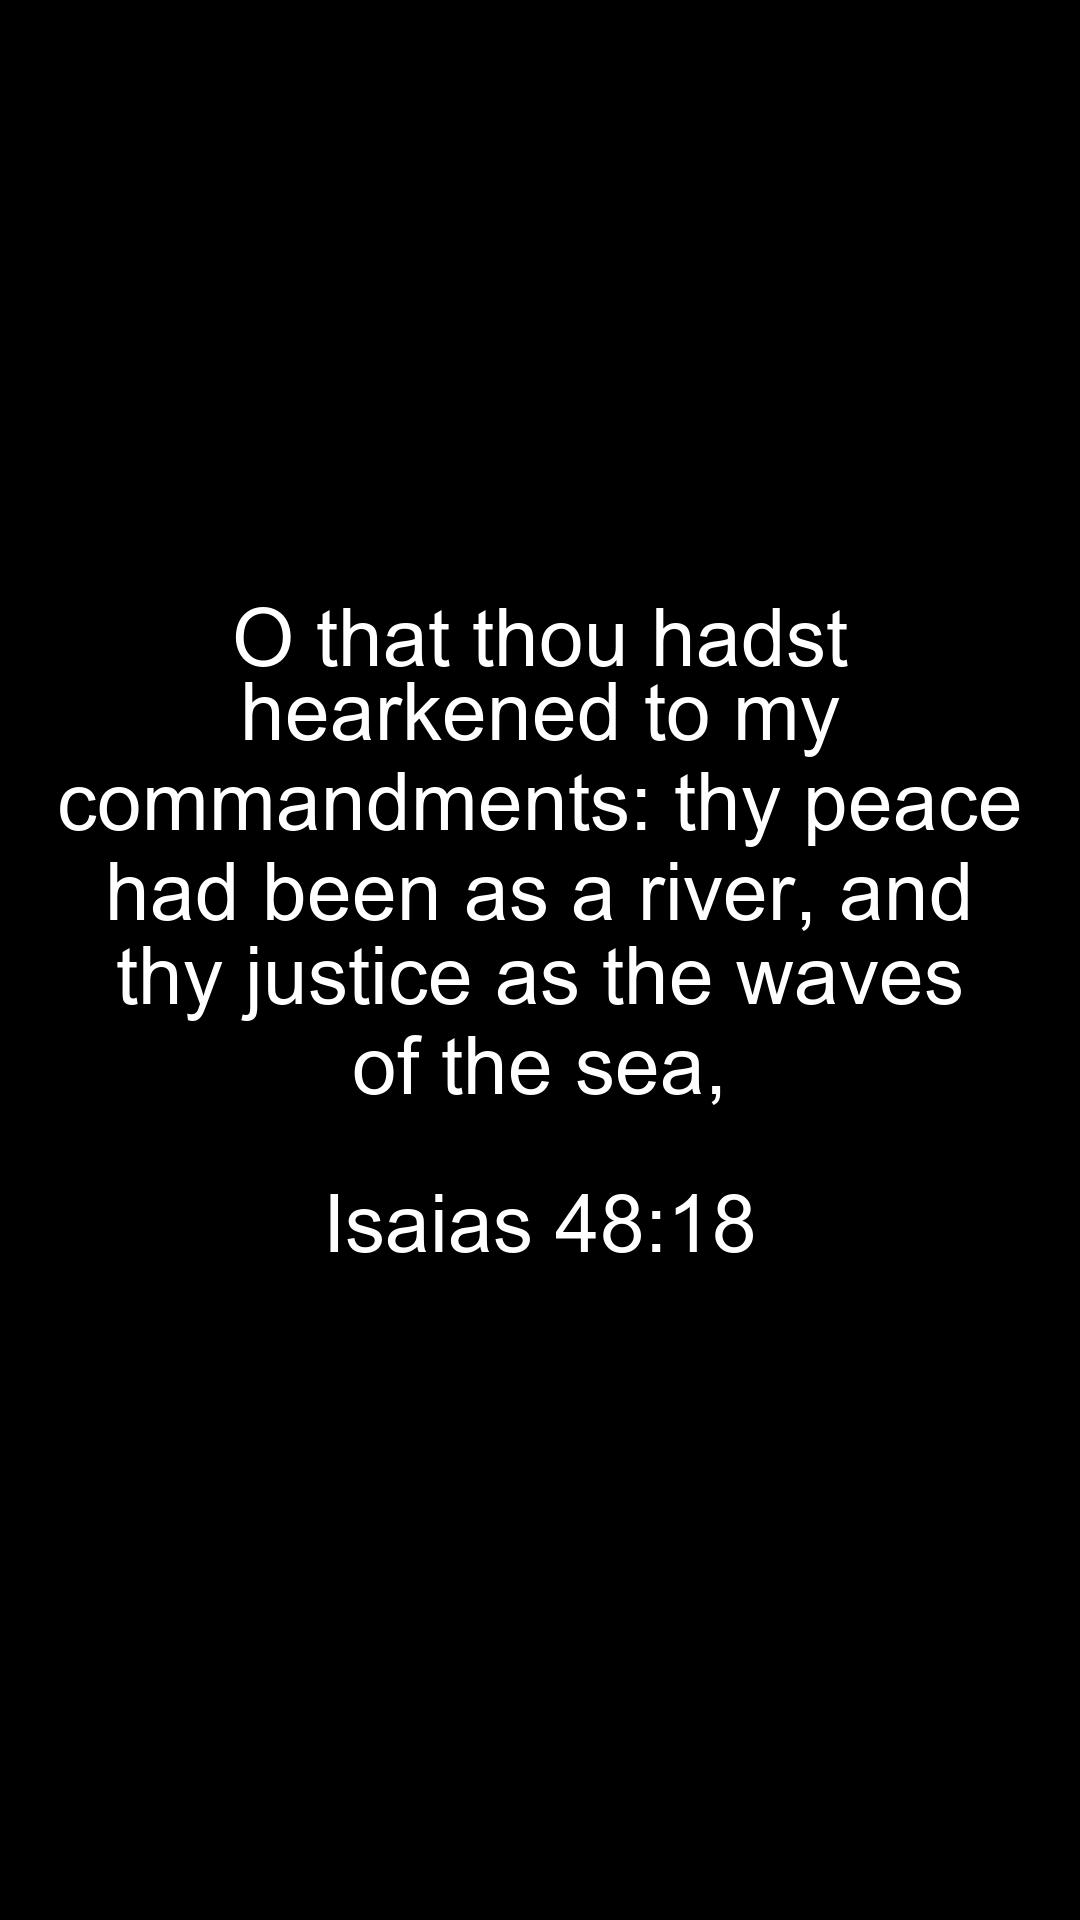 O that thou hadst
hearkened to my
commandments: thy peace
had been as a river, and
thy justice as the waves
of the sea,
Isaias 48:18